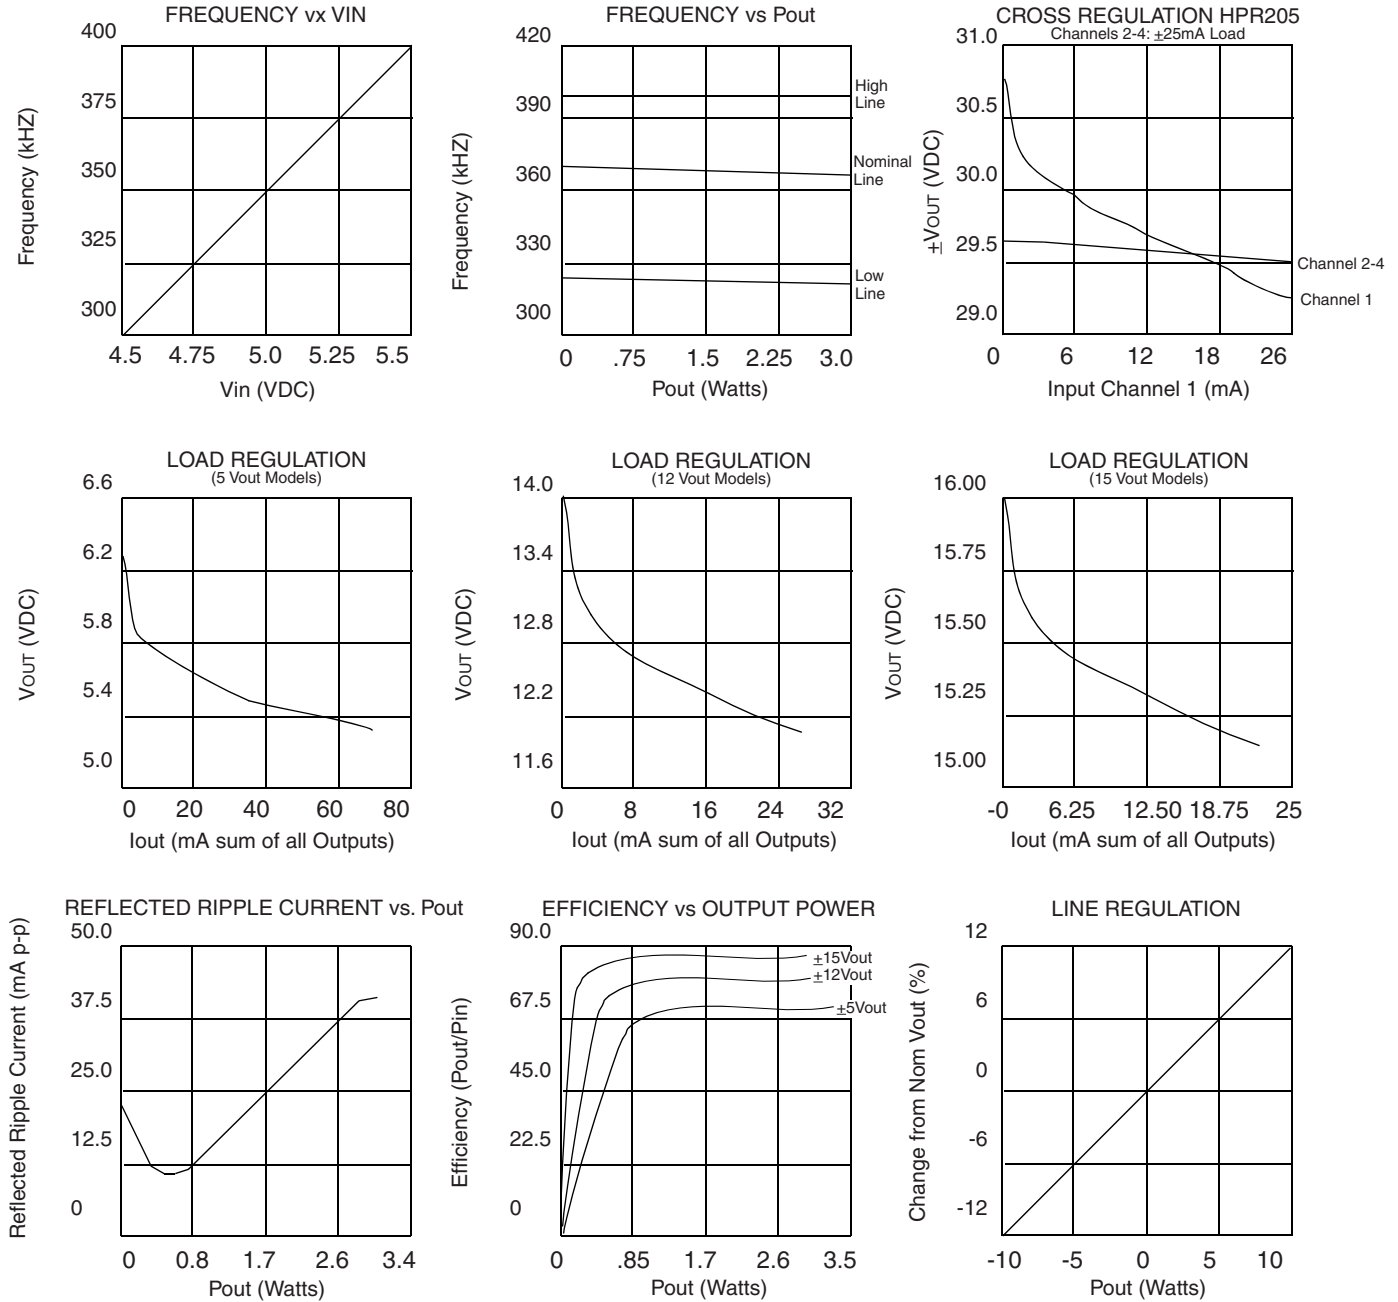 FREQUENCY vx VIN
400
375
350
325
300
Frequency (kHZ)
4.5 4.75 5.0 5.25 5.5
Vin (VDC)
FREQUENCY vs Pout
420
390
360
330
300
Frequency (kHZ)
High
Line
Nominal
Line
Low
Line
0 .75 1.5 2.25 3.0
Pout (Watts)
CROSS REGULATION HPR205
Channels 2-4: ±25mA Load
31.0
30.5
30.0
29.5
29.0
±VOUT (VDC)
Channel 2-4
Channel 1
0 6 12 18 26
Input Channel 1 (mA)
LOAD REGULATION
(5 Vout Models)
6.6
6.2
5.8
5.4
5.0
VOUT (VDC)
0 20 40 60 80
Iout (mA sum of all Outputs)
LOAD REGULATION
(12 Vout Models)
14.0
13.4
12.8
12.2
11.6
VOUT (VDC)
0 8 16 24 32
Iout (mA sum of all Outputs)
LOAD REGULATION
(15 Vout Models)
16.00
15.75
15.50
15.25
15.00
VOUT (VDC)
-0 6.25 12.50 18.75 25
Iout (mA sum of all Outputs)
REFLECTED RIPPLE CURRENT vs. Pout
50.0
37.5
25.0
12.5
0
Reflected Ripple Current (mA p-p)
0 0.8 1.7 2.6 3.4
Pout (Watts)
EFFICIENCY vs OUTPUT POWER
90.0
67.5
45.0
22.5
0
Efficiency (Pout/Pin)
±15Vout
±12Vout
±5Vout
0 .85 1.7 2.6 3.5
Pout (Watts)
LINE REGULATION
12
6
0
-6
-12
Change from Nom Vout (%)
-10 -5 0 5 10
Pout (Watts)